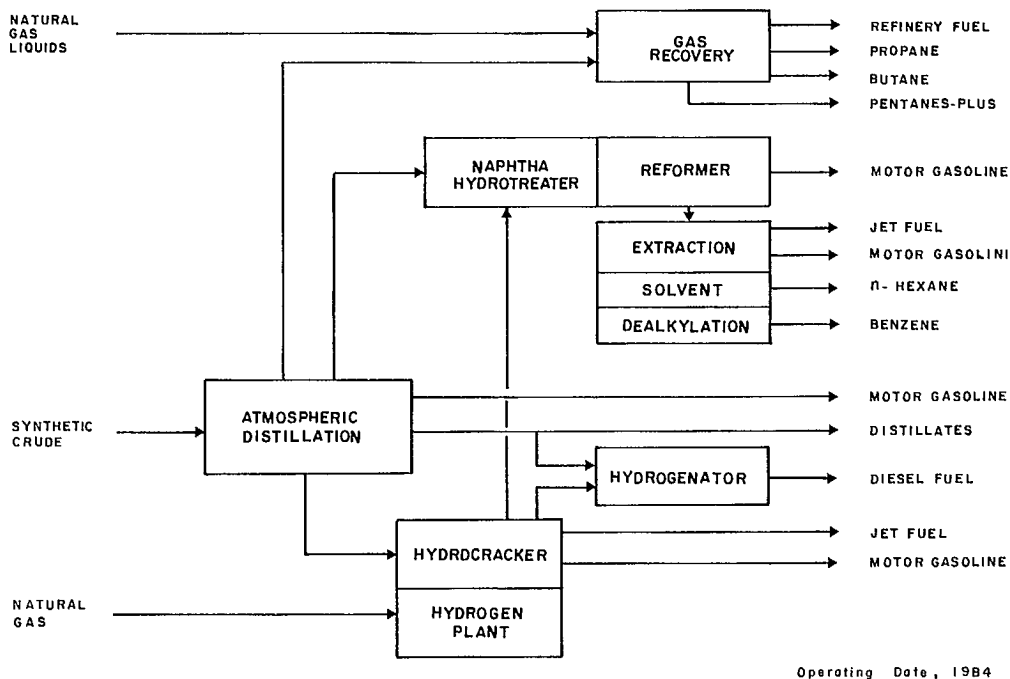 NATURAL
GAS
LIQUIDS
GAS
RECOVERY
REFINERY FUEL
PROPANE
BUTANE
PENTANES-PLUS
NAPHTHA
HYDROTREATER
REFORMER
MOTOR GASOLINE
EXTRACTION
JET FUEL
MOTOR GASOLINI
SOLVENT
n-HEXANE
DEALKYLATION
BENZENE
ATMOSPHERIC
DISTILLATION
MOTOR GASOLINE
SYNTHETIC
CRUDE
DISTILLATES
HYDROGENATOR
DIESEL FUEL
HYDROCRACKER
JET FUEL
MOTOR GASOLINE
NATURAL
GAS
HYDROGEN
PLANT
Operating Date, 1984